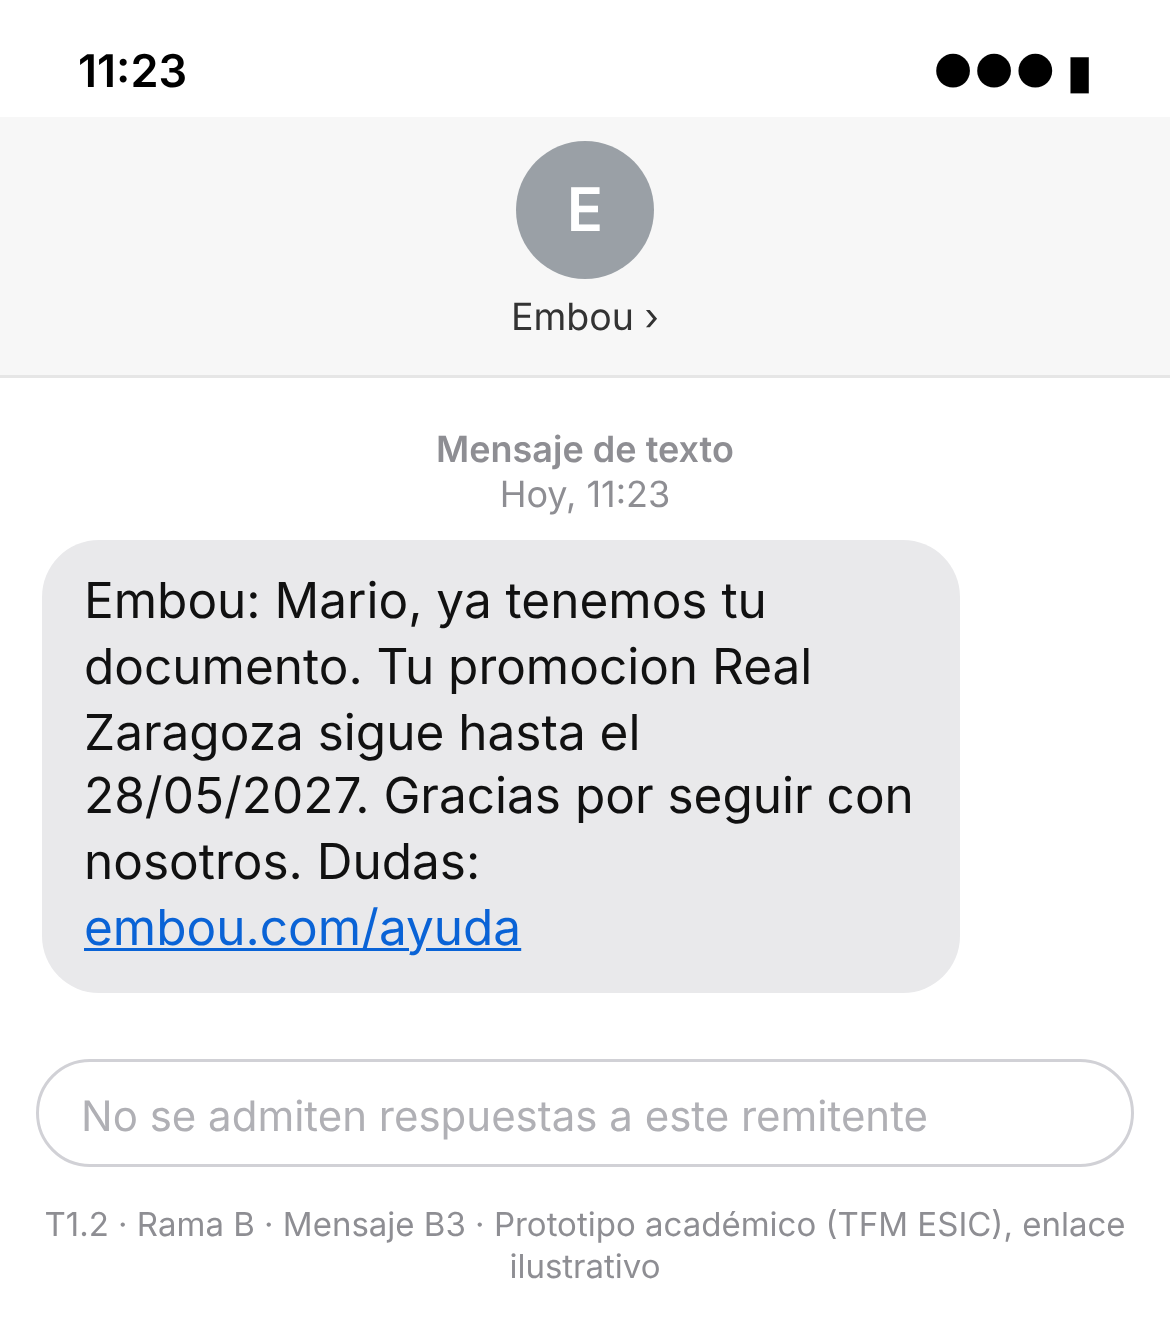 11:23
E
Embou ›
Mensaje de texto
Hoy, 11:23
Embou: Mario, ya tenemos tu
documento. Tu promocion Real
Zaragoza sigue hasta el
28/05/2027. Gracias por seguir con
nosotros. Dudas:
embou.com/ayuda
No se admiten respuestas a este remitente
T1.2 · Rama B · Mensaje B3 · Prototipo académico (TFM ESIC), enlace
ilustrativo